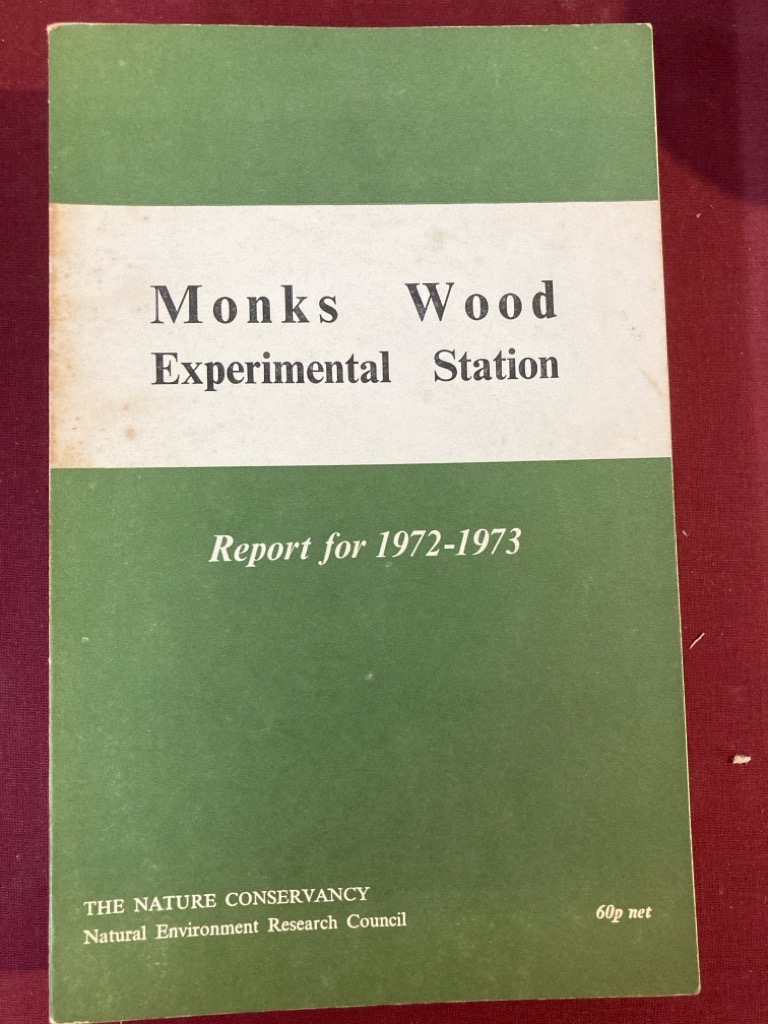 Monks Wood
Experimental Station
Report for 1972-1973
THE NATURE CONSERVANCY
Natural Environment Research Council
60p net